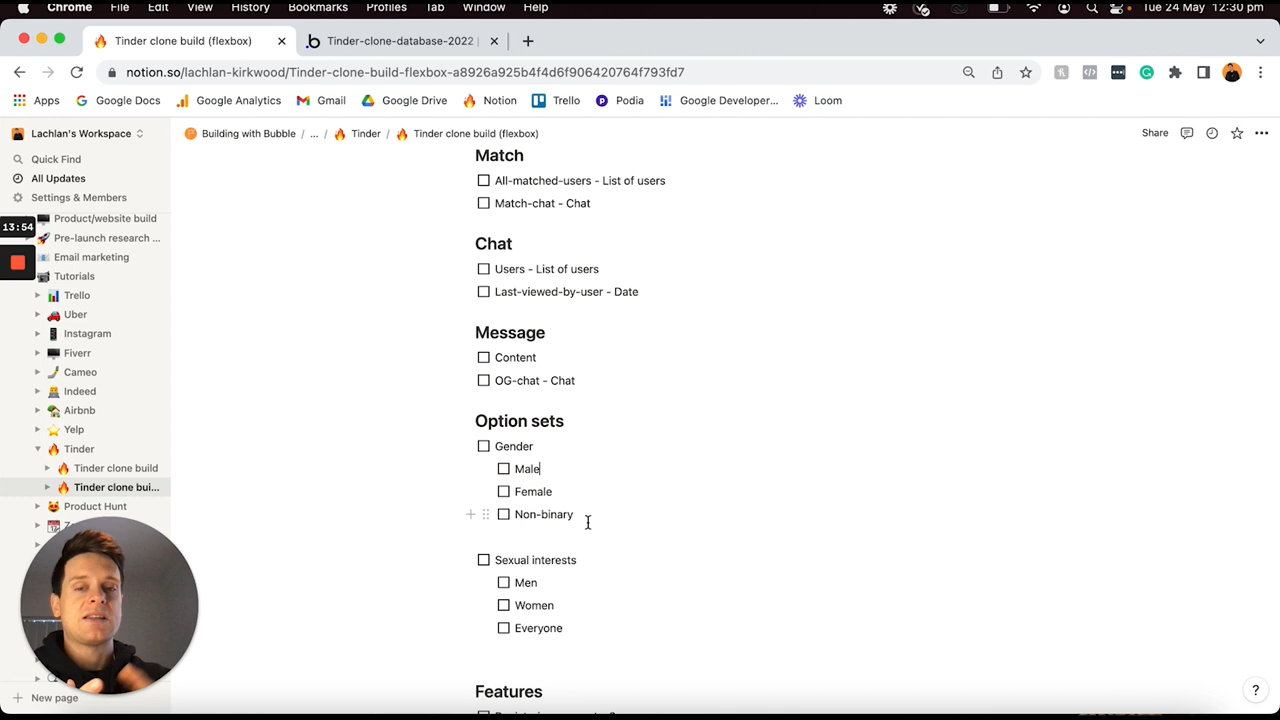 Chrome File Edit View History Bookmarks Profiles Tab Window Help Tue 24 May 12:30 pm
Tinder clone build (flexbox) Tinder-clone-database-2022 |
notion.so/lachlan-kirkwood/Tinder-clone-build-flexbox-a8926a925b4f4d6f906420764f793fd7
Apps Google Docs Google Analytics Gmail Google Drive Notion Trello Podia Google Developer... Loom
Lachlan's Workspace Building with Bubble / ... / Tinder / Tinder clone build (flexbox) Share
Quick Find
All Updates
Settings & Members
13:54
Product/website build
Pre-launch research ...
Email marketing
Tutorials
Trello
Uber
Instagram
Fiverr
Cameo
Indeed
Airbnb
Yelp
Tinder
Tinder clone build
Tinder clone bui...
Product Hunt
New page
Match
All-matched-users - List of users
Match-chat - Chat
Chat
Users - List of users
Last-viewed-by-user - Date
Message
Content
OG-chat - Chat
Option sets
Gender
Male
Female
Non-binary
Sexual interests
Men
Women
Everyone
Features
?